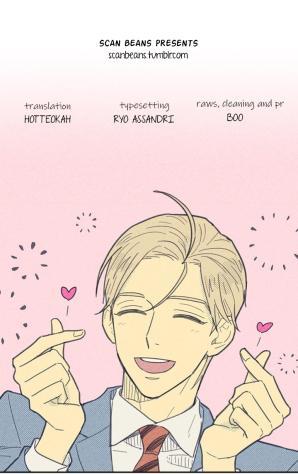 SCAN BEANS PRESENTS
scanbeans.tumblr.com
translation
HOTTEOKAH
typesetting
RYO ASSANDRI
raws, cleaning and pr
BOO